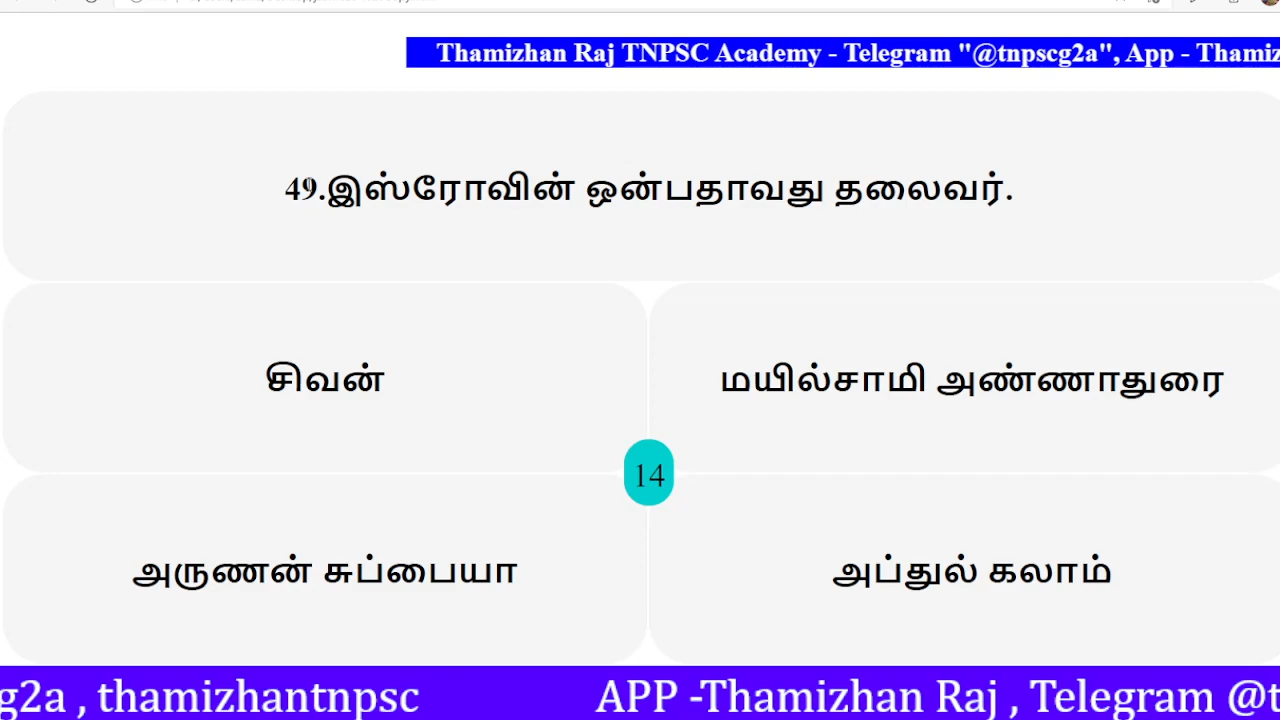 Thamizhan Raj TNPSC Academy - Telegram "@tnpscg2a", App - Thamiz
49.இஸ்ரோவின் ஒன்பதாவது தலைவர்.
சிவன்
மயில்சாமி அண்ணாதுரை
14
அருணன் சுப்பையா
அப்துல் கலாம்
g2a , thamizhantnpsc APP -Thamizhan Raj , Telegram @t